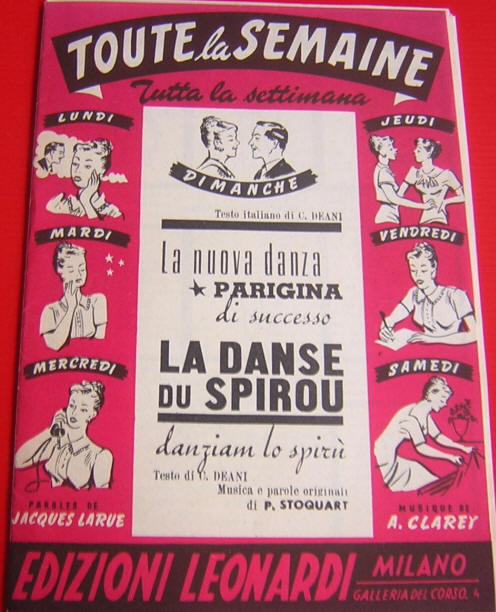 TOUTE la SEMAINE
Tutta la settimana
LUNDI
JEUDI
DIMANCHE
Testo italiano di C. DEANI
MARDI
VENDREDI
La nuova danza
★ PARIGINA
di successo
LA DANSE
DU SPIROU
MERCREDI
SAMEDI
danziam lo spirù
Testo di C. DEANI
Musica e parole originali
di P. STOQUART
PAROLES DE
JACQUES LARUE
MUSIQUE DE
A. CLAREY
EDIZIONI LEONARDI MILANO
GALLERIA DEL CORSO, 4